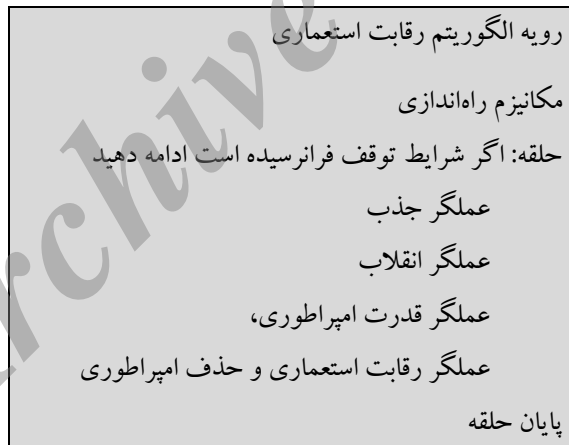 رویه الگوریتم رقابت استعماری
مکانیزم راه‌اندازی
حلقه: اگر شرایط توقف فرانرسیده است ادامه دهید
عملگر جذب
عملگر انقلاب
عملگر قدرت امپراطوری،
عملگر رقابت استعماری و حذف امپراطوری
پایان حلقه
rchive